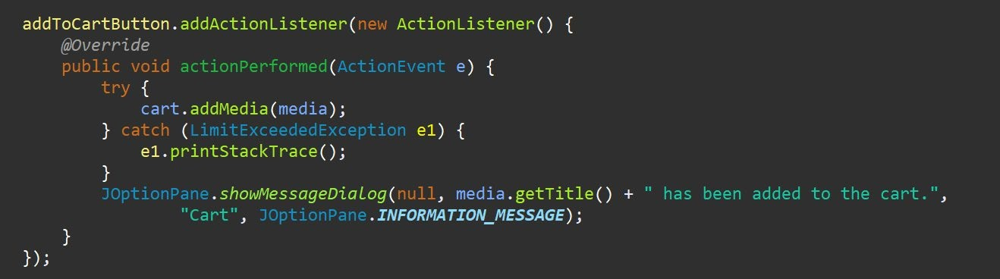 addToCartButton.addActionListener(new ActionListener() {
    @Override
    public void actionPerformed(ActionEvent e) {
        try {
            cart.addMedia(media);
        } catch (LimitExceededException e1) {
            e1.printStackTrace();
        }
        JOptionPane.showMessageDialog(null, media.getTitle() + " has been added to the cart.",
                "Cart", JOptionPane.INFORMATION_MESSAGE);
    }
});